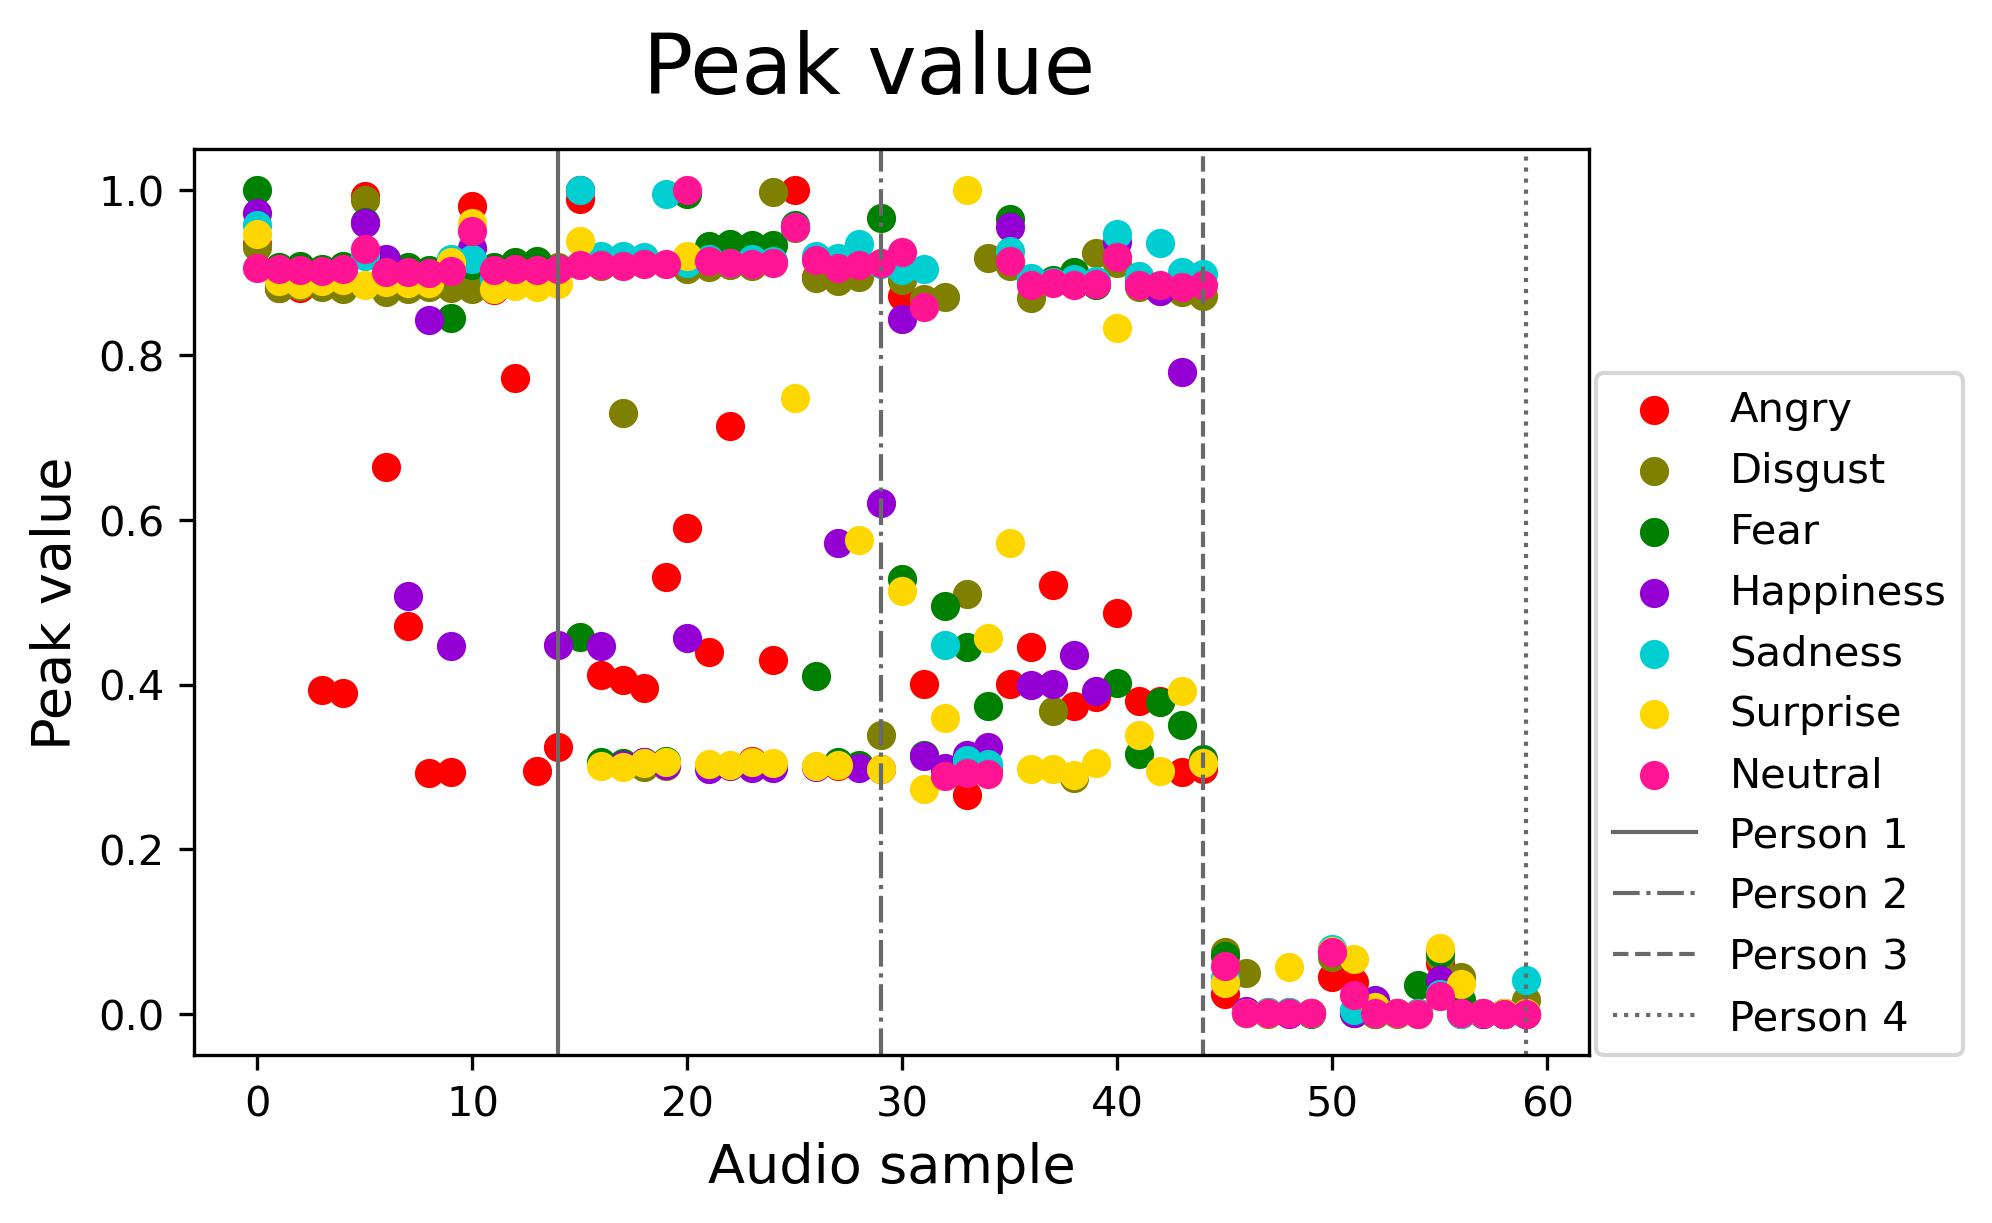 Peak value
Peak value
1.0
0.8
0.6
0.4
0.2
0.0
0 10 20 30 40 50 60
Audio sample
Angry
Disgust
Fear
Happiness
Sadness
Surprise
Neutral
Person 1
Person 2
Person 3
Person 4